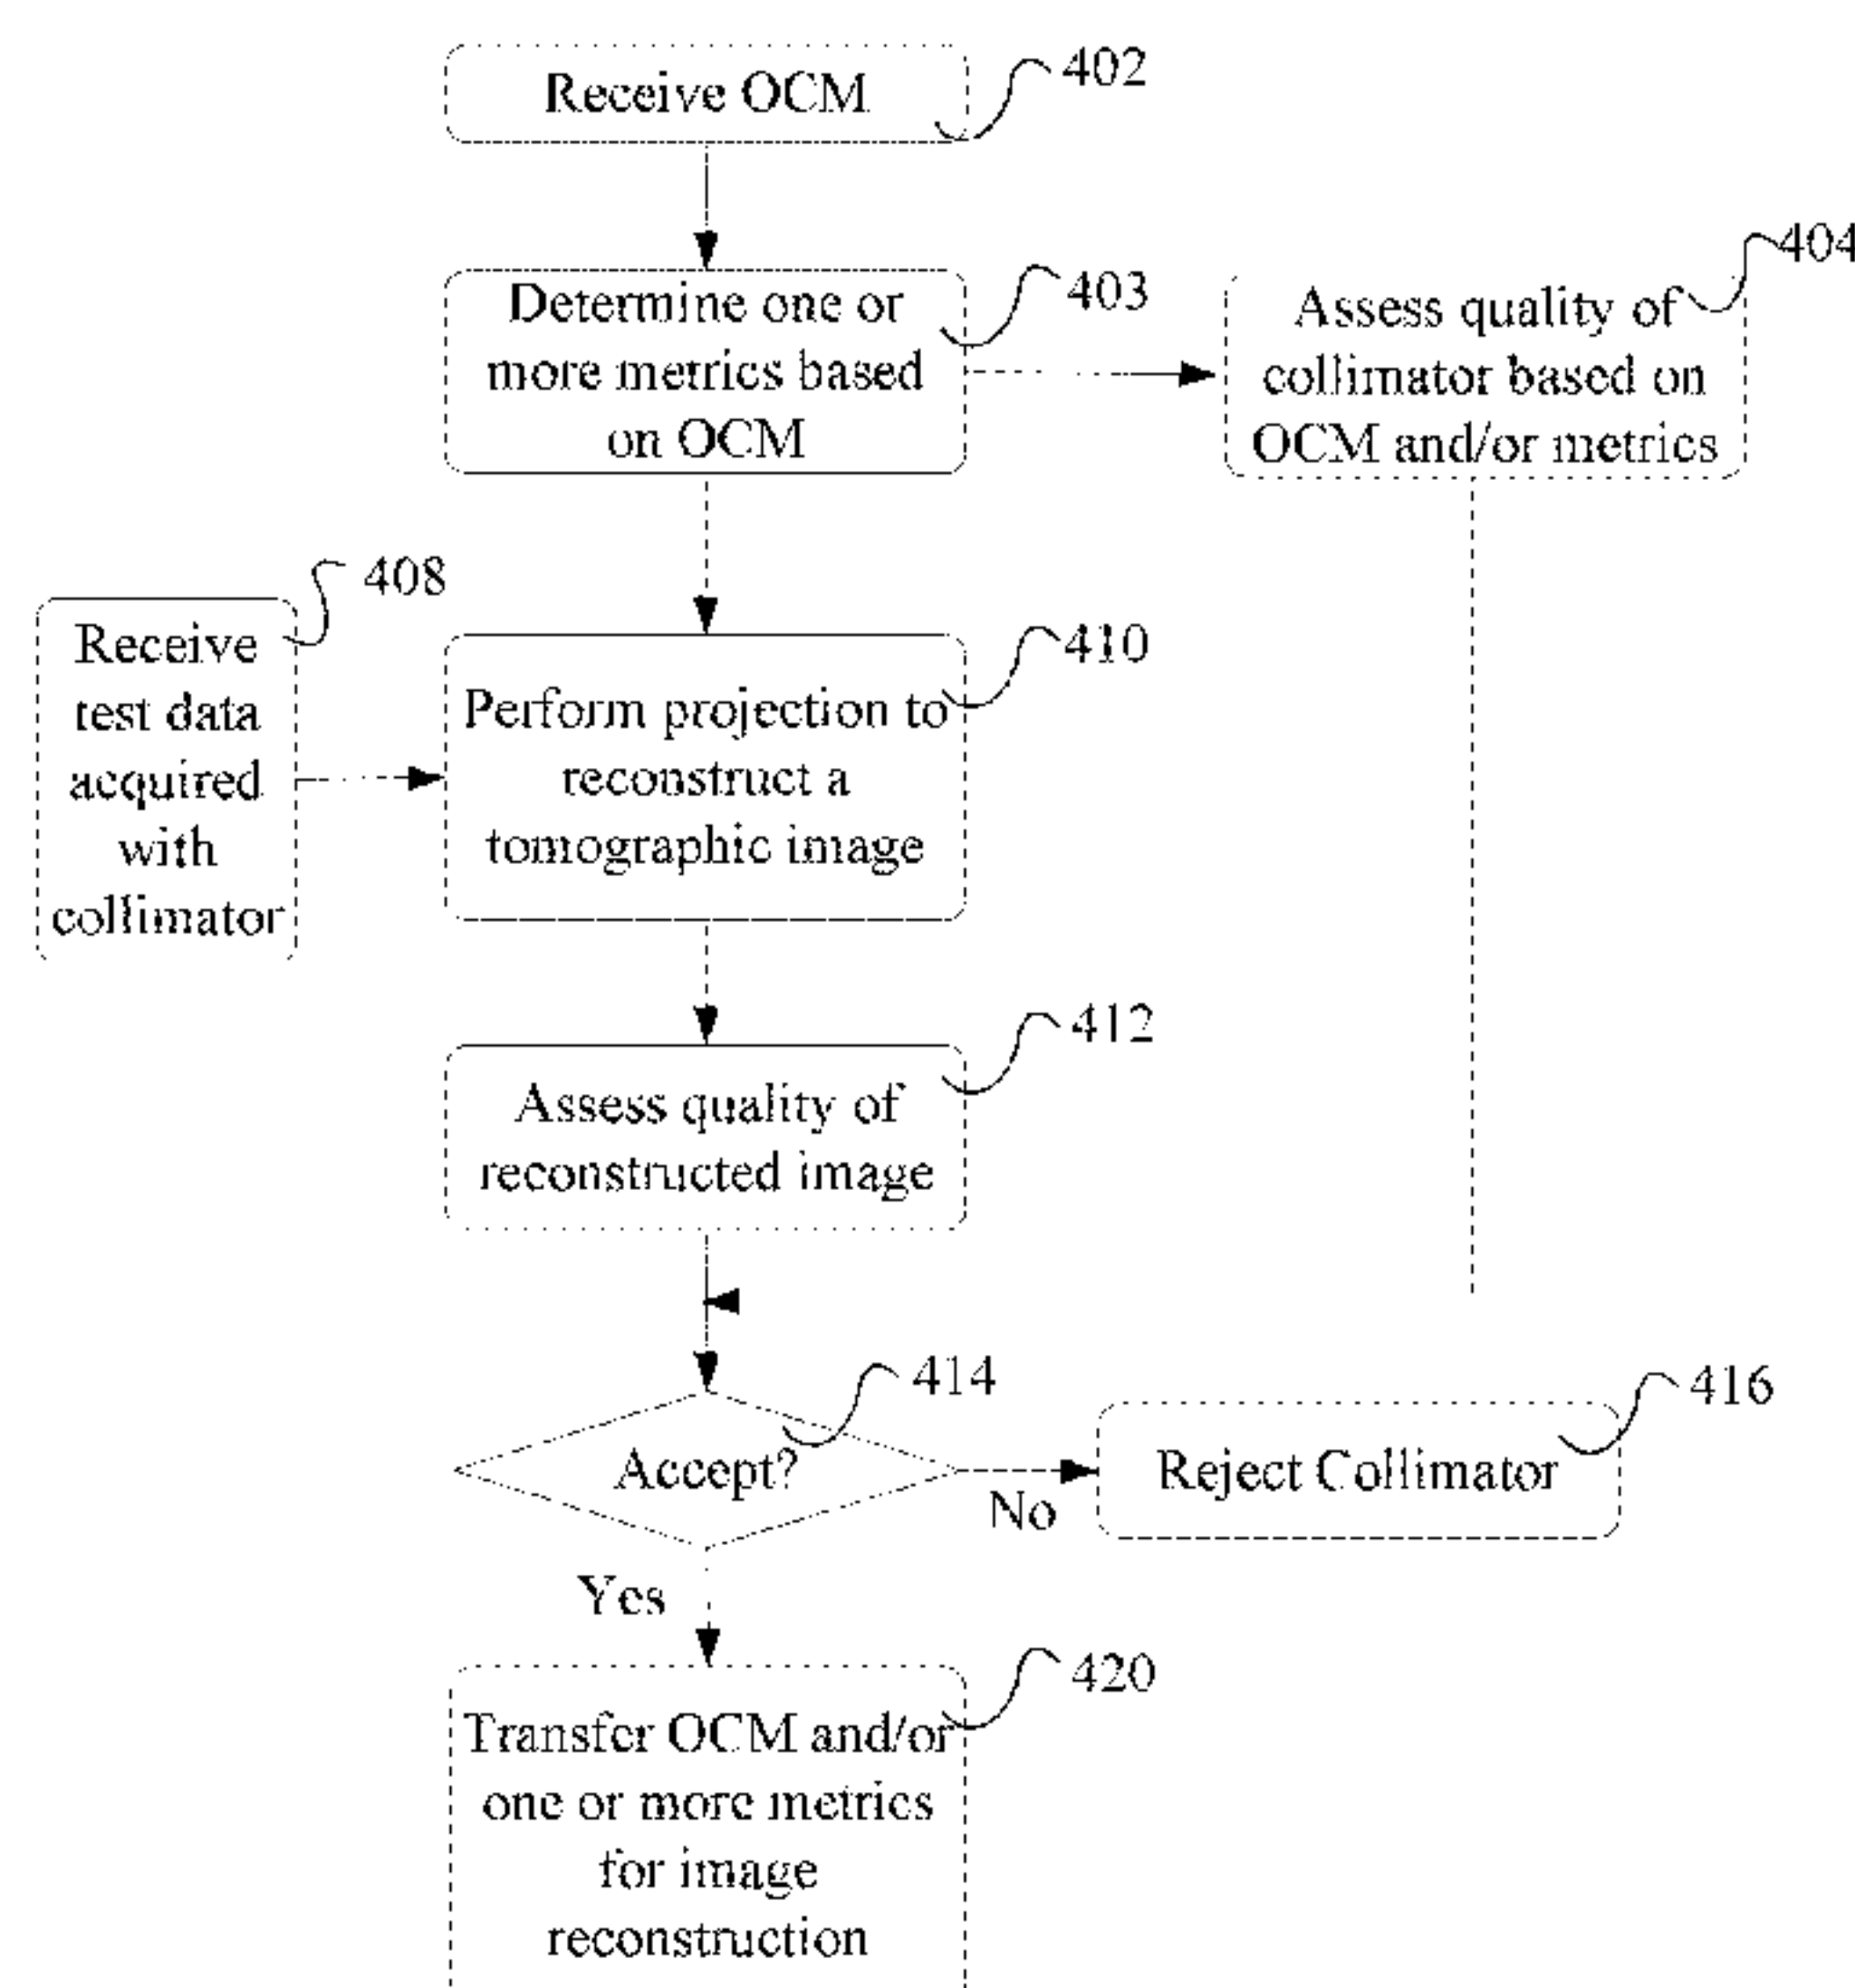 Receive OCM
402
Determine one or
more metrics based
on OCM
403
Assess quality of
collimator based on
OCM and/or metrics
404
Receive
test data
acquired
with
collimator
408
Perform projection to
reconstruct a
tomographic image
410
Assess quality of
reconstructed image
412
Accept?
414
No
Reject Collimator
416
Yes
Transfer OCM and/or
one or more metrics
for image
reconstruction
420